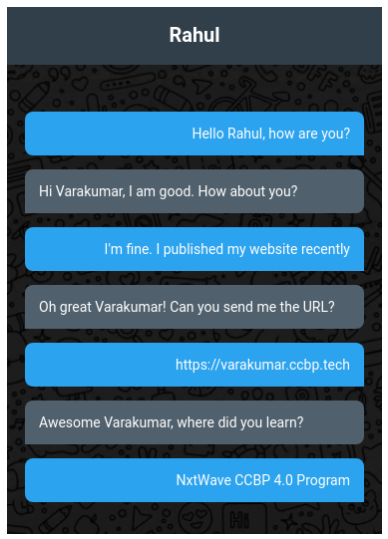 Rahul
Hello Rahul, how are you?
Hi Varakumar, I am good. How about you?
I'm fine. I published my website recently
Oh great Varakumar! Can you send me the URL?
https://varakumar.ccbp.tech
Awesome Varakumar, where did you learn?
NxtWave CCBP 4.0 Program
Hi